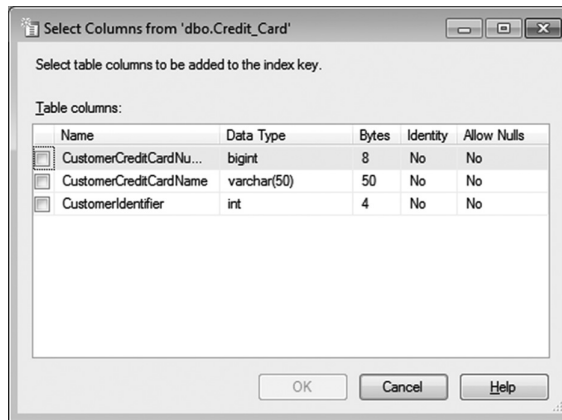 Select Columns from 'dbo.Credit_Card'
Select table columns to be added to the index key.
Table columns:
Name Data Type Bytes Identity Allow Nulls
CustomerCreditCardNu... bigint 8 No No
CustomerCreditCardName varchar(50) 50 No No
CustomerIdentifier int 4 No No
OK Cancel Help